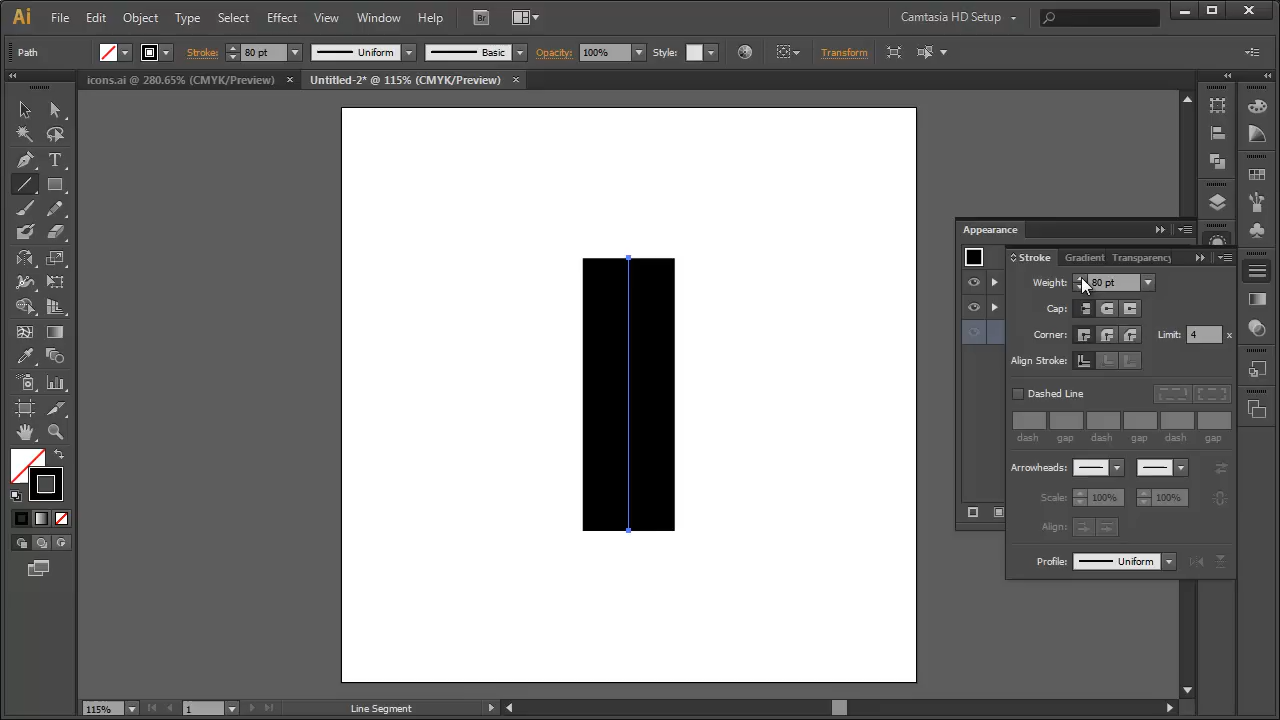 Ai File Edit Object Type Select Effect View Window Help Br Camtasia HD Setup
Path Stroke: 80 pt Uniform Basic Opacity: 100% Style: Transform
icons.ai @ 280.65% (CMYK/Preview) × Untitled-2* @ 115% (CMYK/Preview) ×
T
Appearance
Stroke Gradient Transparency
Weight: 80 pt
Cap:
Corner: Limit: 4 x
Align Stroke:
Dashed Line
dash gap dash gap dash gap
Arrowheads:
Scale: 100% 100%
Align:
Profile: Uniform
115% 1 Line Segment